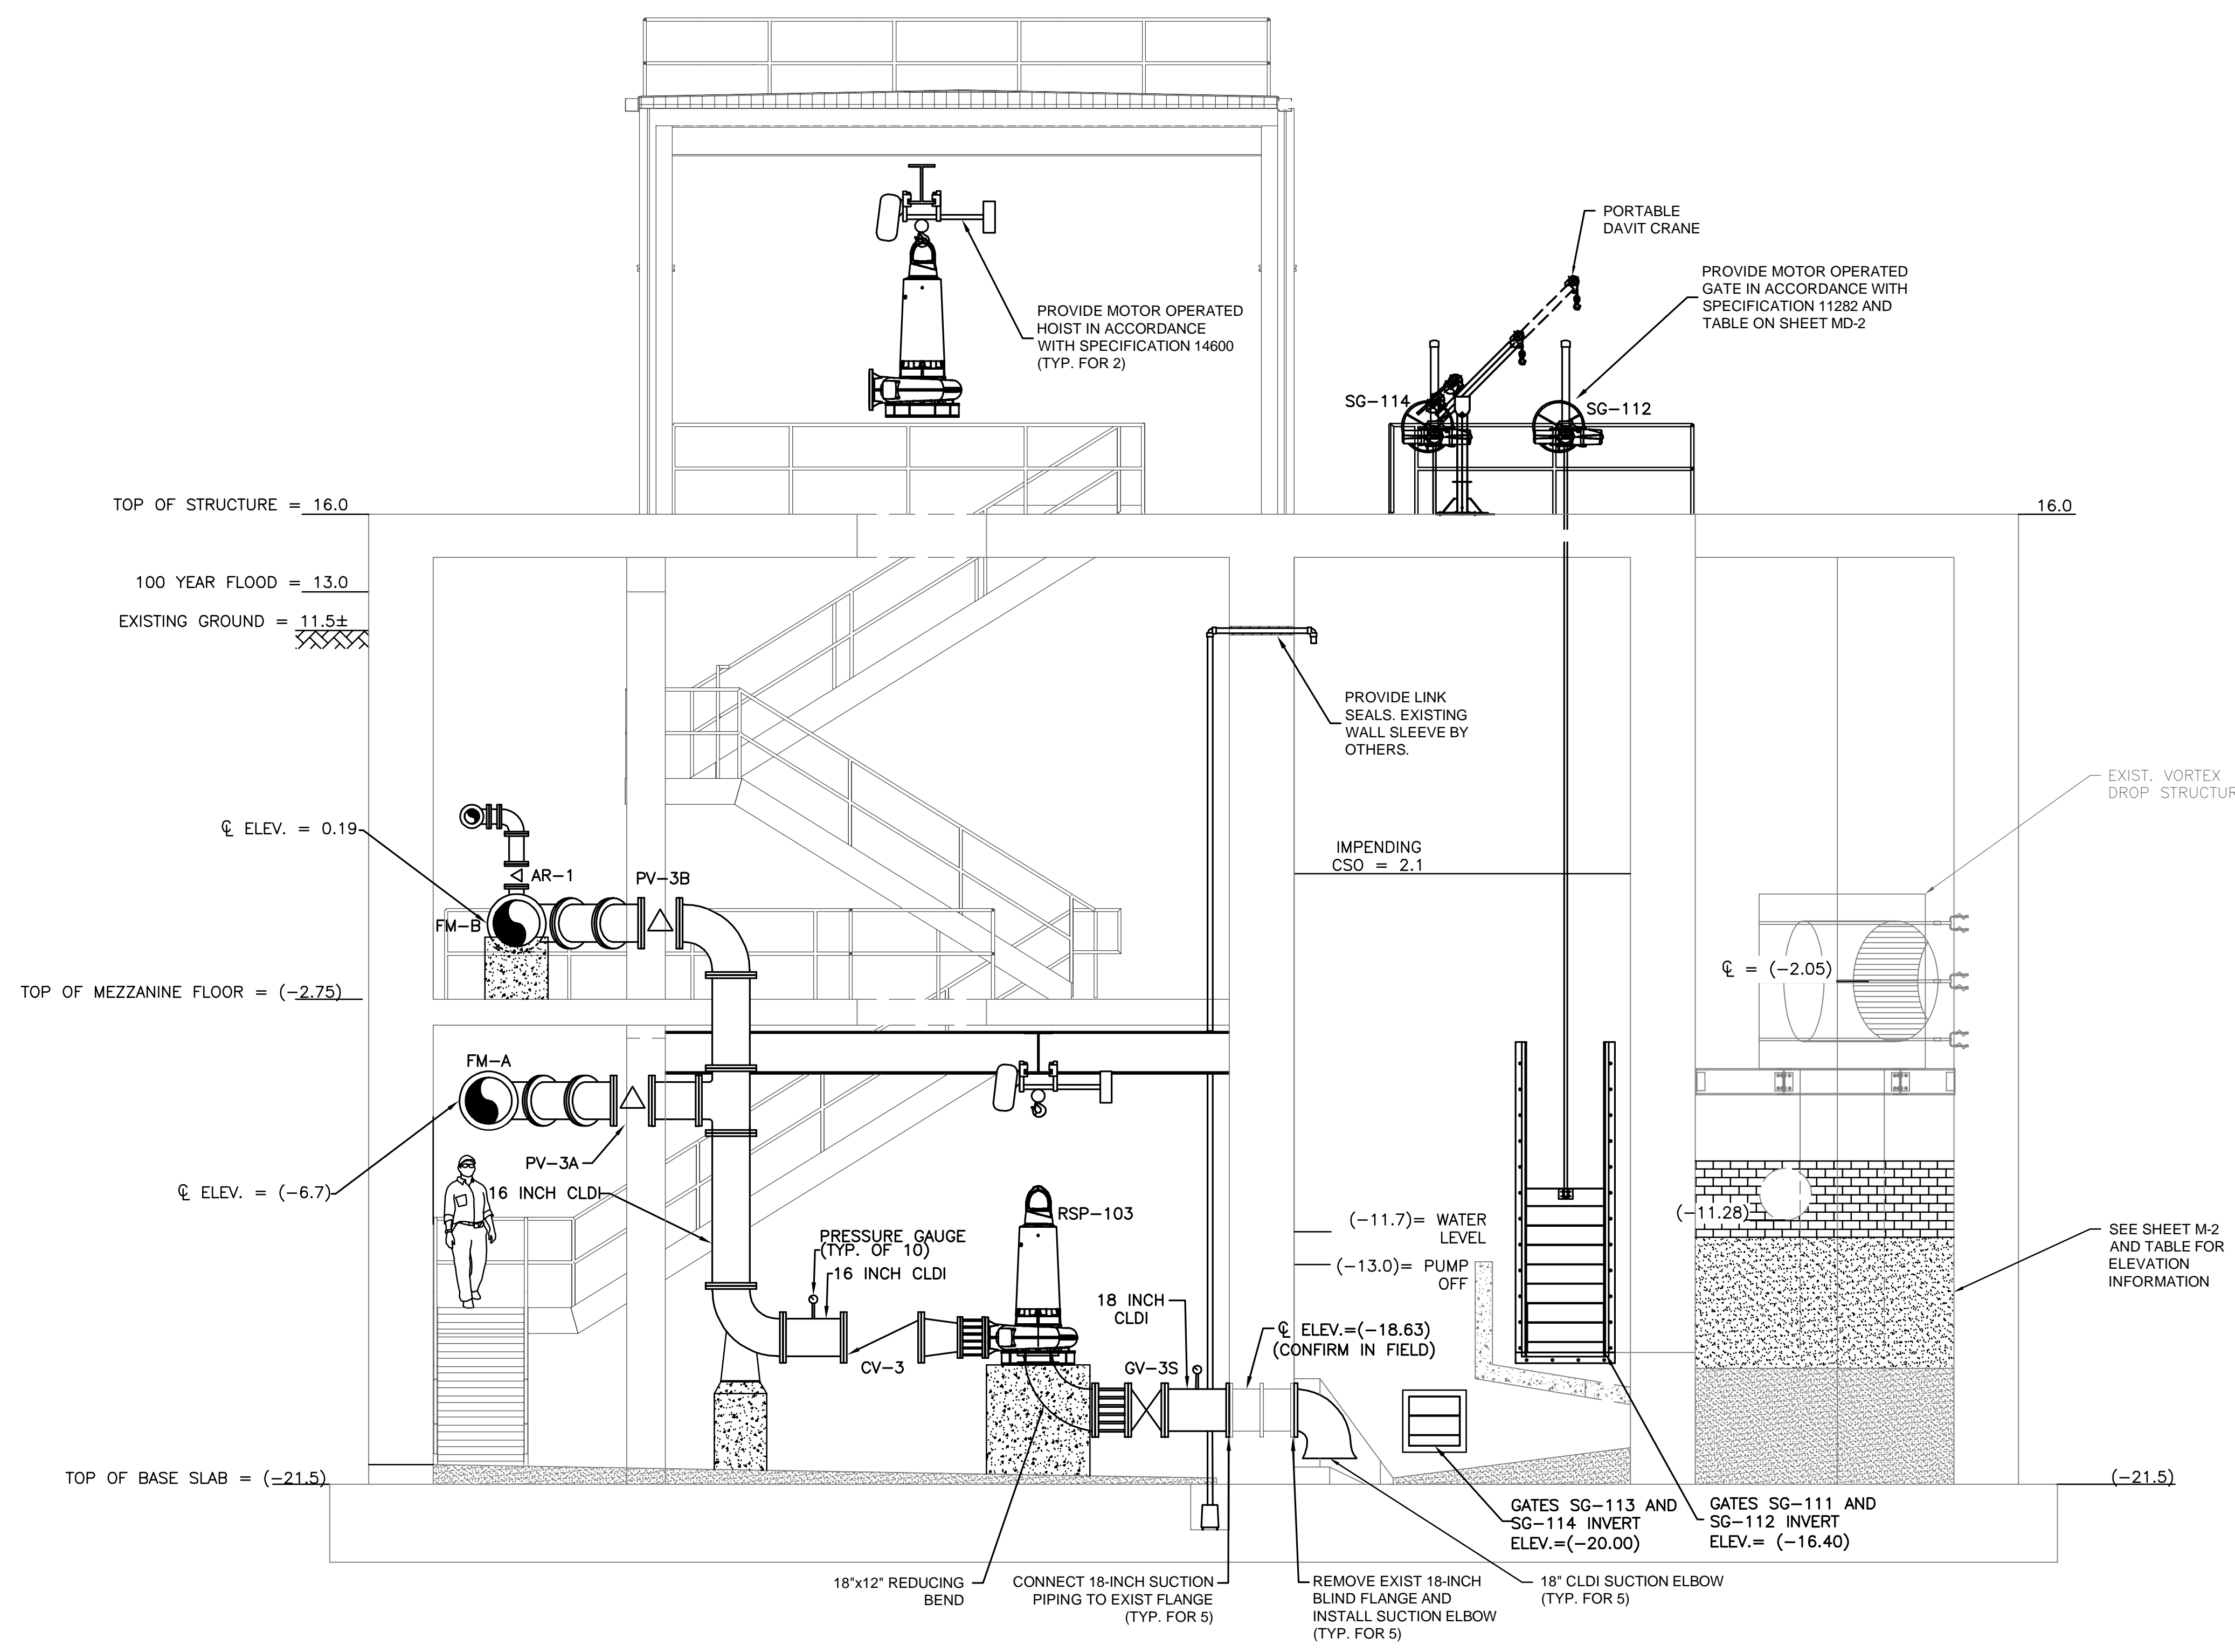 PORTABLE
DAVIT CRANE
PROVIDE MOTOR OPERATED
GATE IN ACCORDANCE WITH
SPECIFICATION 11282 AND
TABLE ON SHEET MD-2
PROVIDE MOTOR OPERATED
HOIST IN ACCORDANCE
WITH SPECIFICATION 14600
(TYP. FOR 2)
SG-114
SG-112
TOP OF STRUCTURE = 16.0
16.0
100 YEAR FLOOD = 13.0
EXISTING GROUND = 11.5±
PROVIDE LINK
SEALS. EXISTING
WALL SLEEVE BY
OTHERS.
EXIST. VORTEX
DROP STRUCTUR
℄ ELEV. = 0.19
IMPENDING
CSO = 2.1
AR-1
PV-3B
FM-B
℄ = (-2.05)
TOP OF MEZZANINE FLOOR = (-2.75)
FM-A
PV-3A
℄ ELEV. = (-6.7)
16 INCH CLDI
RSP-103
(-11.7)= WATER
LEVEL
(-11.28)
PRESSURE GAUGE
(TYP. OF 10)
16 INCH CLDI
(-13.0)= PUMP
OFF
SEE SHEET M-2
AND TABLE FOR
ELEVATION
INFORMATION
18 INCH
CLDI
℄ ELEV.=(-18.63)
(CONFIRM IN FIELD)
CV-3
GV-3S
TOP OF BASE SLAB = (-21.5)
(-21.5)
GATES SG-113 AND
SG-114 INVERT
ELEV.=(-20.00)
GATES SG-111 AND
SG-112 INVERT
ELEV.= (-16.40)
18"x12" REDUCING
BEND
CONNECT 18-INCH SUCTION
PIPING TO EXIST FLANGE
(TYP. FOR 5)
REMOVE EXIST 18-INCH
BLIND FLANGE AND
INSTALL SUCTION ELBOW
(TYP. FOR 5)
18" CLDI SUCTION ELBOW
(TYP. FOR 5)